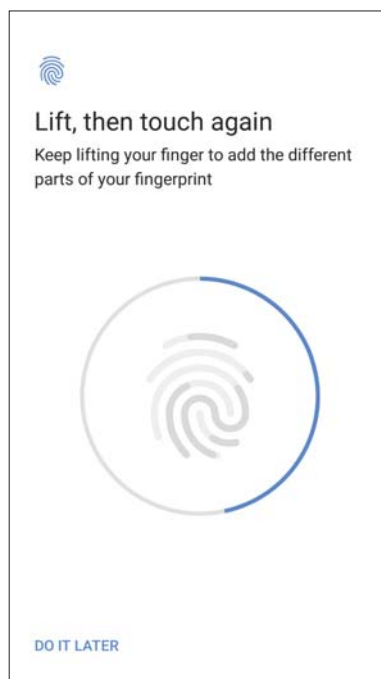 Lift, then touch again
Keep lifting your finger to add the different
parts of your fingerprint
DO IT LATER